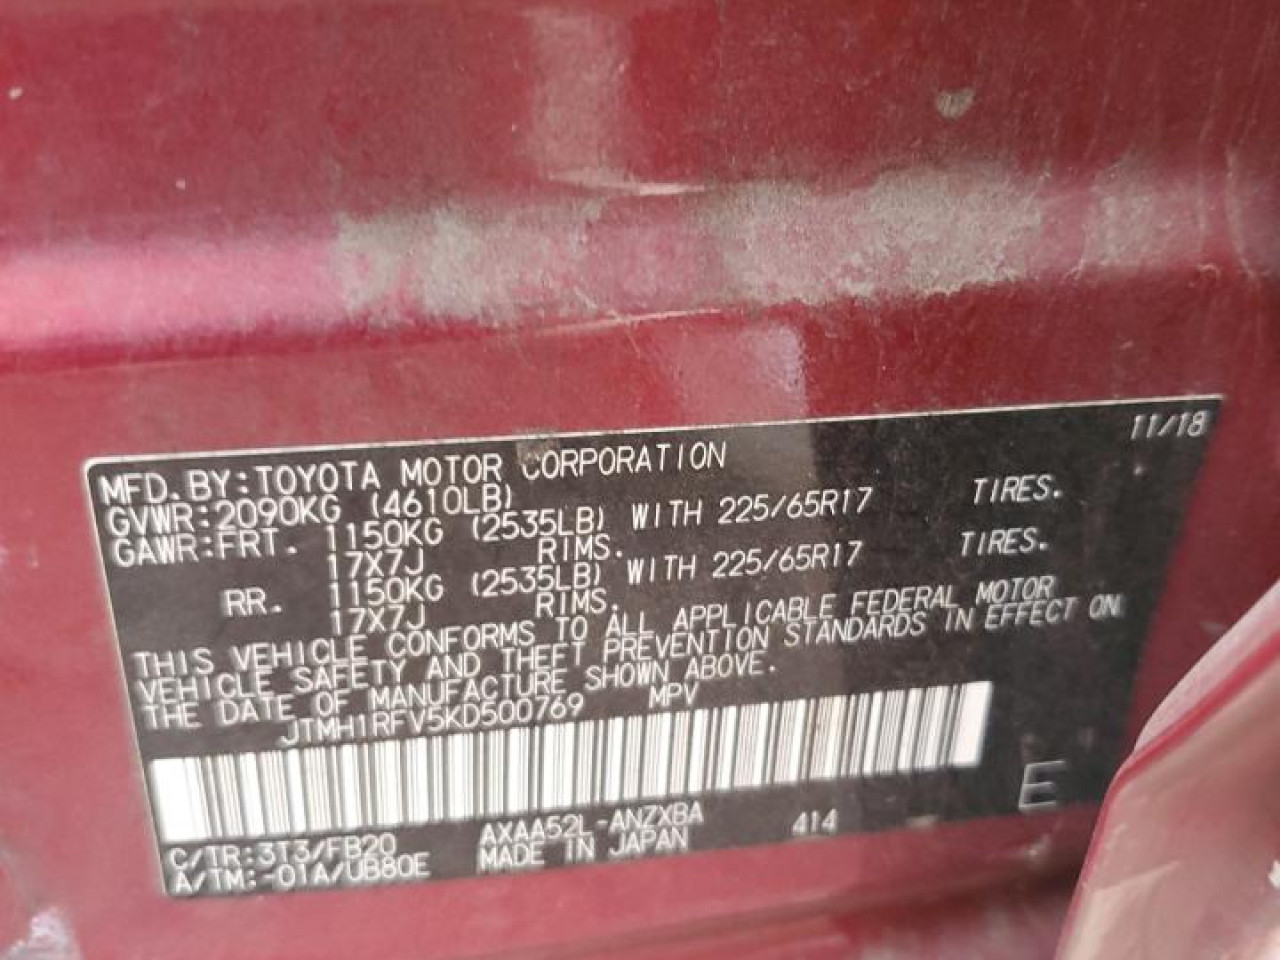 11/18
MFD. BY: TOYOTA MOTOR CORPORATION
GVWR: 2090KG (4610LB)
GAWR: FRT. 1150KG (2535LB) WITH 225/65R17 TIRES.
17X7J RIMS.
RR. 1150KG (2535LB) WITH 225/65R17 TIRES.
17X7J RIMS.
THIS VEHICLE CONFORMS TO ALL APPLICABLE FEDERAL MOTOR
VEHICLE SAFETY AND THEFT PREVENTION STANDARDS IN EFFECT ON
THE DATE OF MANUFACTURE SHOWN ABOVE.
JTMH1RFV5KD500769 MPV
E
C/TR: 3T3/FB20 AXAA52L-ANZXBA 414
A/TM: -01A/UB80E MADE IN JAPAN